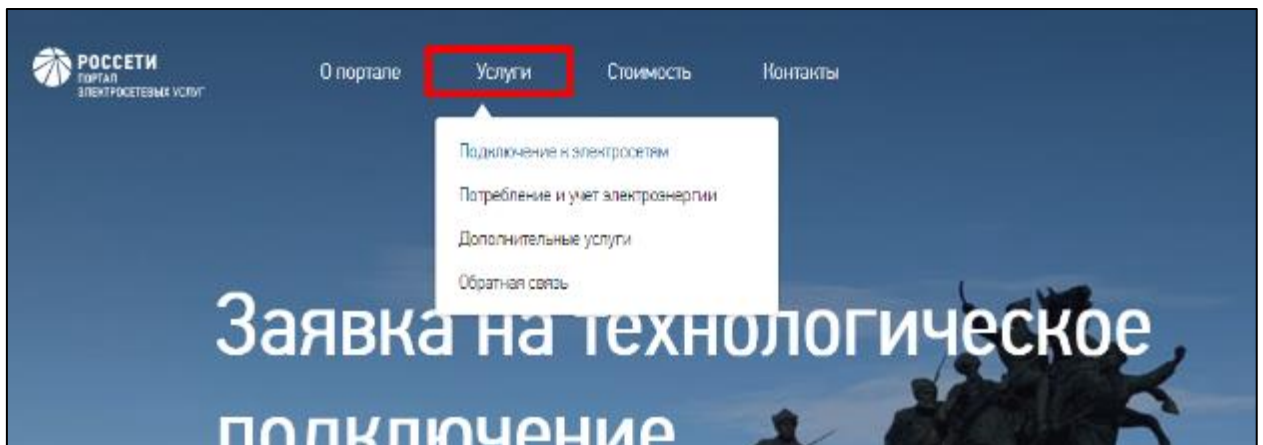 РОССЕТИ
ПОРТАЛ
ЭЛЕКТРОСЕТЕВЫХ УСЛУГ
О портале Услуги Стоимость Контакты
Подключение к электросетям
Потребление и учет электроэнергии
Дополнительные услуги
Обратная связь
Заявка на технологическое
подключение